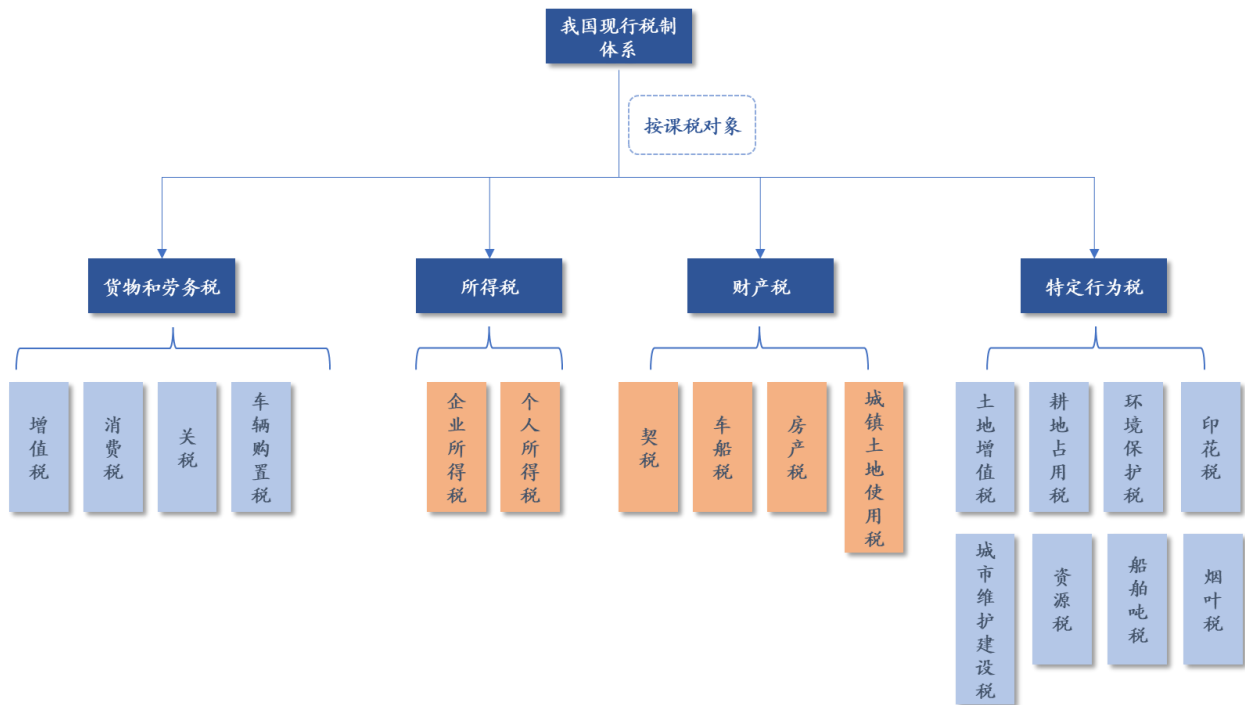 我国现行税制
体系
按课税对象
货物和劳务税
所得税
财产税
特定行为税
增值税
消费税
关税
车辆购置税
企业所得税
个人所得税
契税
车船税
房产税
城镇土地使用税
土地增值税
耕地占用税
环境保护税
印花税
城市维护建设税
资源税
船舶吨税
烟叶税